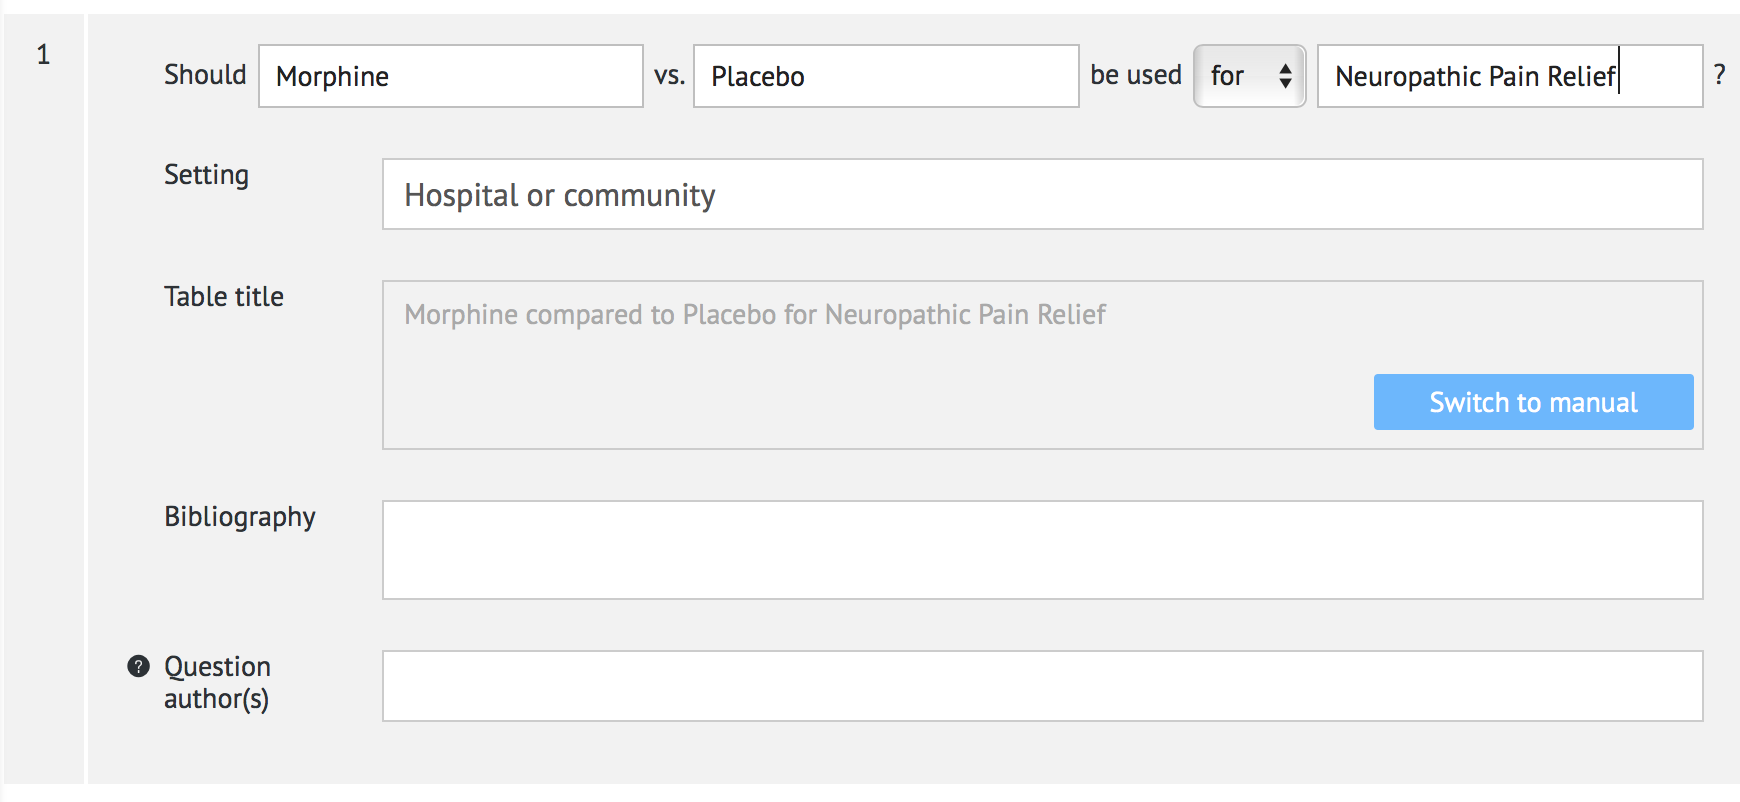 1
Should Morphine vs. Placebo be used for Neuropathic Pain Relief ?
Setting
Hospital or community
Table title
Morphine compared to Placebo for Neuropathic Pain Relief
Switch to manual
Bibliography
? Question
author(s)